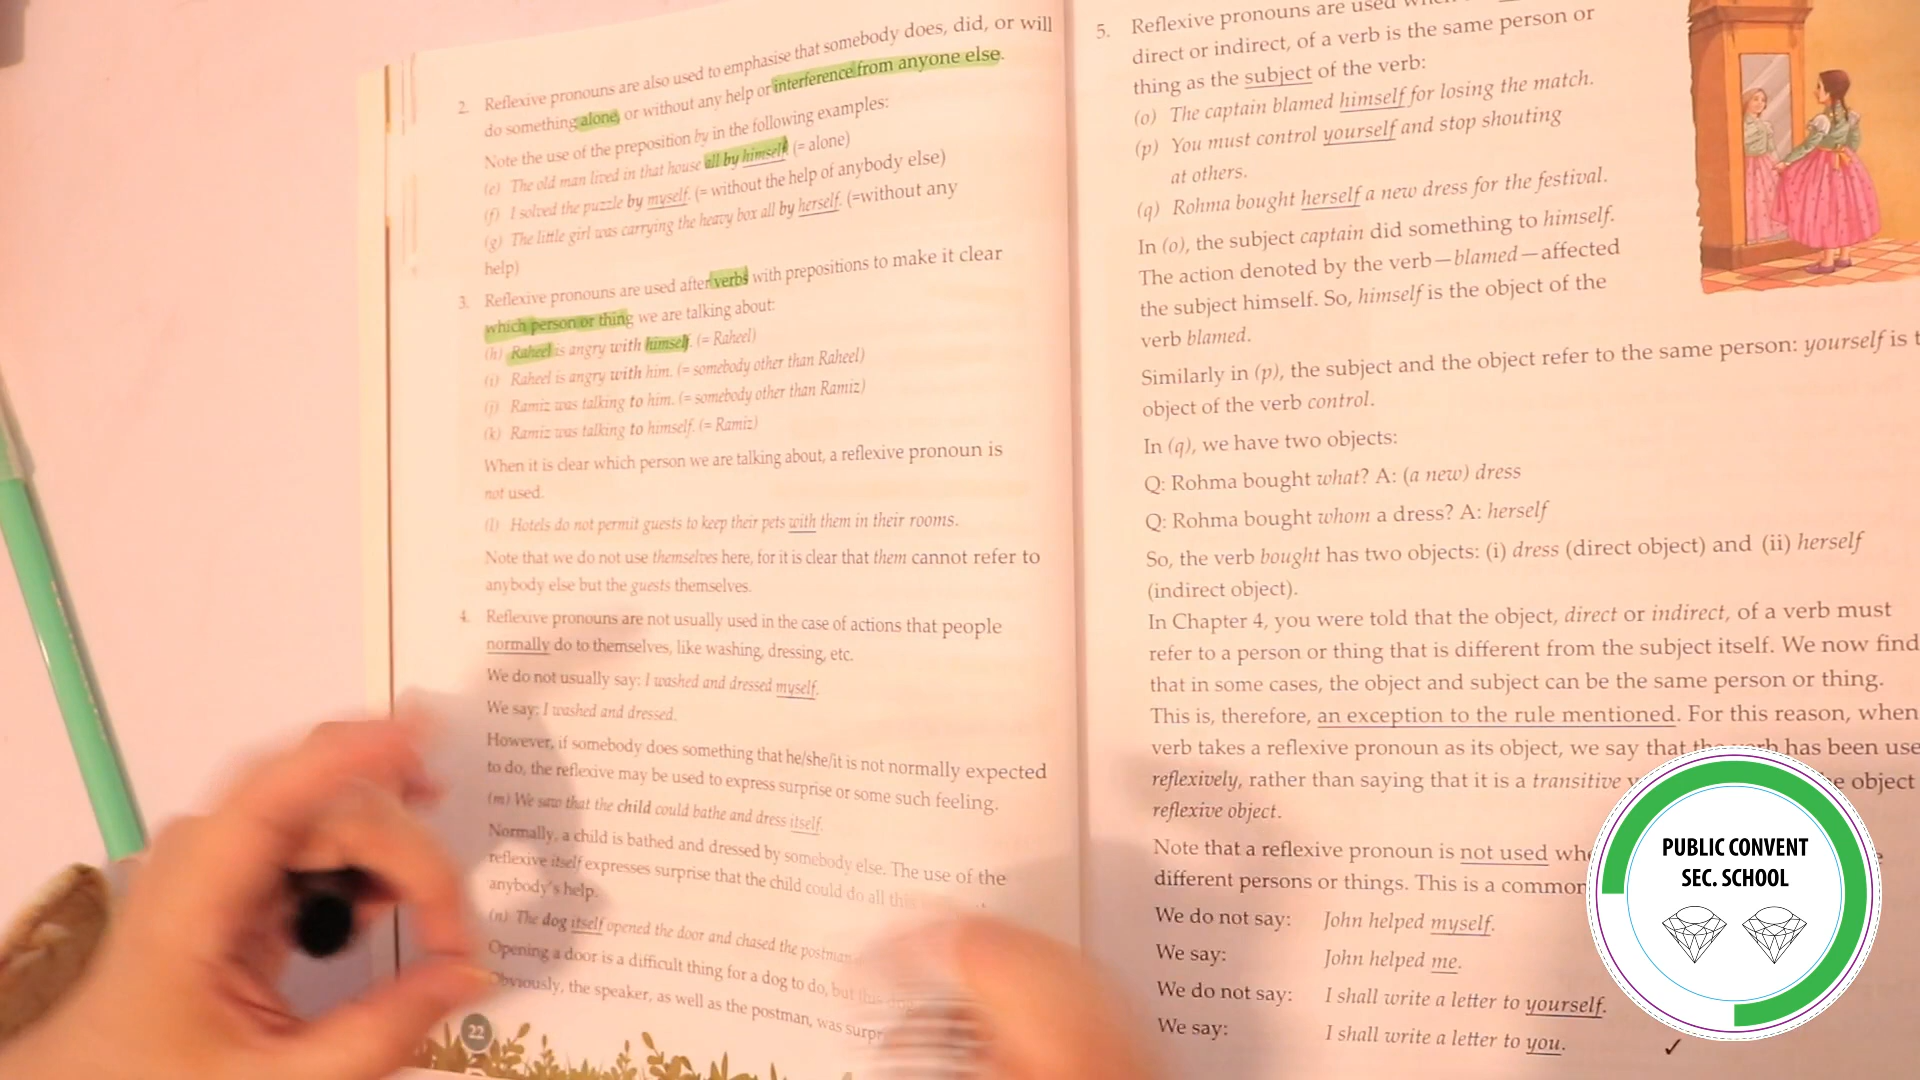 2. Reflexive pronouns are also used to emphasise that somebody does, did, or will
do something alone, or without any help or interference from anyone else.
Note the use of the preposition by in the following examples:
(e) The old man lived in that house all by himself. (= alone)
(f) I solved the puzzle by myself. (= without the help of anybody else)
(g) The little girl was carrying the heavy box all by herself. (=without any
help)
3. Reflexive pronouns are used after verbs with prepositions to make it clear
which person or thing we are talking about:
(h) Raheel is angry with himself. (= Raheel)
(i) Raheel is angry with him. (= somebody other than Raheel)
(j) Ramiz was talking to him. (= somebody other than Ramiz)
(k) Ramiz was talking to himself. (= Ramiz)
When it is clear which person we are talking about, a reflexive pronoun is
not used.
(l) Hotels do not permit guests to keep their pets with them in their rooms.
Note that we do not use themselves here, for it is clear that them cannot refer to
anybody else but the guests themselves.
4. Reflexive pronouns are not usually used in the case of actions that people
normally do to themselves, like washing, dressing, etc.
We do not usually say: I washed and dressed myself.
We say: I washed and dressed.
However, if somebody does something that he/she/it is not normally expected
to do, the reflexive may be used to express surprise or some such feeling.
(m) We saw that the child could bathe and dress itself.
Normally, a child is bathed and dressed by somebody else. The use of the
reflexive itself expresses surprise that the child could do all this
anybody's help.
(n) The dog itself opened the door and chased the postman
Opening a door is a difficult thing for a dog to do, but this dog
Obviously, the speaker, as well as the postman, was
22
5. Reflexive pronouns are used
direct or indirect, of a verb is the same person or
thing as the subject of the verb:
(o) The captain blamed himself for losing the match.
(p) You must control yourself and stop shouting
at others.
(q) Rohma bought herself a new dress for the festival.
In (o), the subject captain did something to himself.
The action denoted by the verb—blamed—affected
the subject himself. So, himself is the object of the
verb blamed.
Similarly in (p), the subject and the object refer to the same person: yourself is
object of the verb control.
In (q), we have two objects:
Q: Rohma bought what? A: (a new) dress
Q: Rohma bought whom a dress? A: herself
So, the verb bought has two objects: (i) dress (direct object) and (ii) herself
(indirect object).
In Chapter 4, you were told that the object, direct or indirect, of a verb must
refer to a person or thing that is different from the subject itself. We now find
that in some cases, the object and subject can be the same person or thing.
This is, therefore, an exception to the rule mentioned. For this reason, when
verb takes a reflexive pronoun as its object, we say that the verb has been
reflexively, rather than saying that it is a transitive object
reflexive object.
Note that a reflexive pronoun is not used
different persons or things. This is a common
We do not say: John helped myself.
We say: John helped me.
We do not say: I shall write a letter to yourself.
We say: I shall write a letter to you.
PUBLIC CONVENT
SEC. SCHOOL